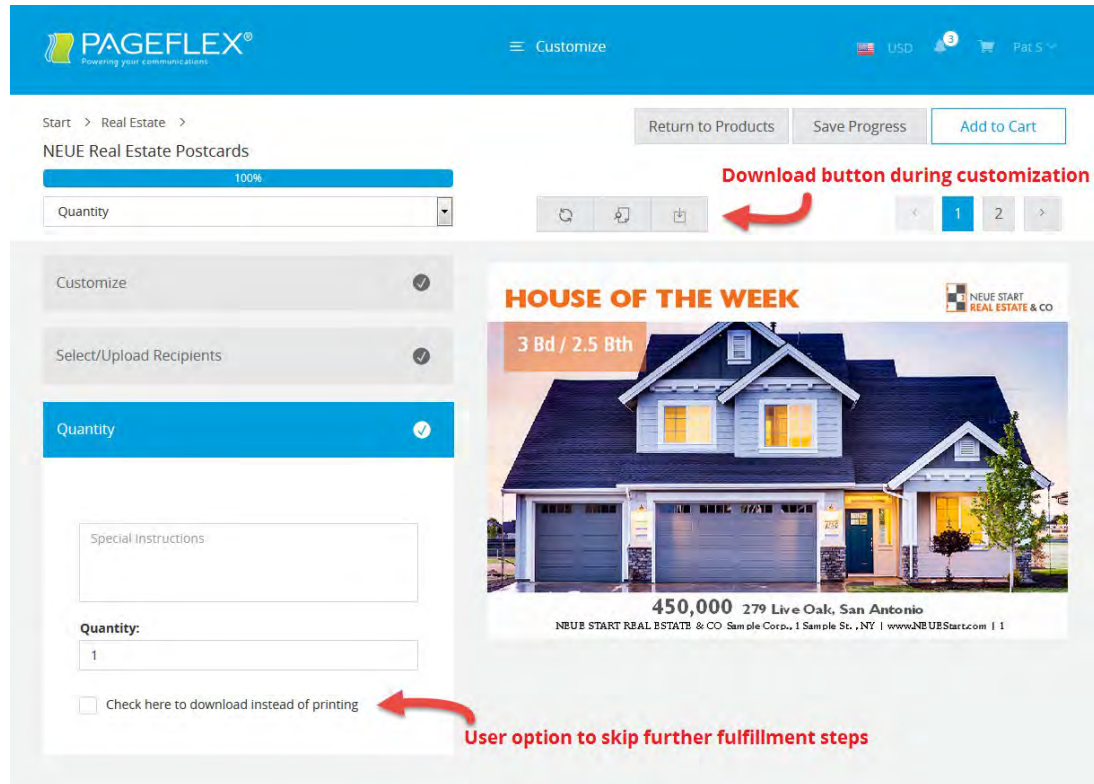 PAGEFLEX®
Powering your communications
Customize
USD
3
Pat S
Start > Real Estate >
NEUE Real Estate Postcards
Return to Products
Save Progress
Add to Cart
100%
Download button during customization
Quantity
< 1 2 >
Customize
Select/Upload Recipients
Quantity
Special Instructions
Quantity:
1
Check here to download instead of printing
User option to skip further fulfillment steps
HOUSE OF THE WEEK
NEUE START
REAL ESTATE & CO
3 Bd / 2.5 Bth
450,000 279 Live Oak, San Antonio
NEUE START REAL ESTATE & CO Sample Corp., 1 Sample St. , NY | www.NEUEStart.com | 1